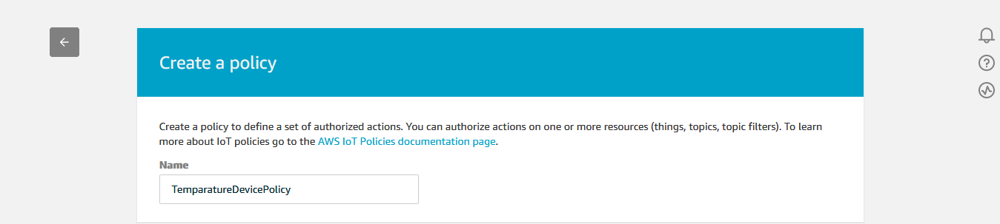 Create a policy
Create a policy to define a set of authorized actions. You can authorize actions on one or more resources (things, topics, topic filters). To learn
more about IoT policies go to the AWS IoT Policies documentation page.
Name
TemparatureDevicePolicy